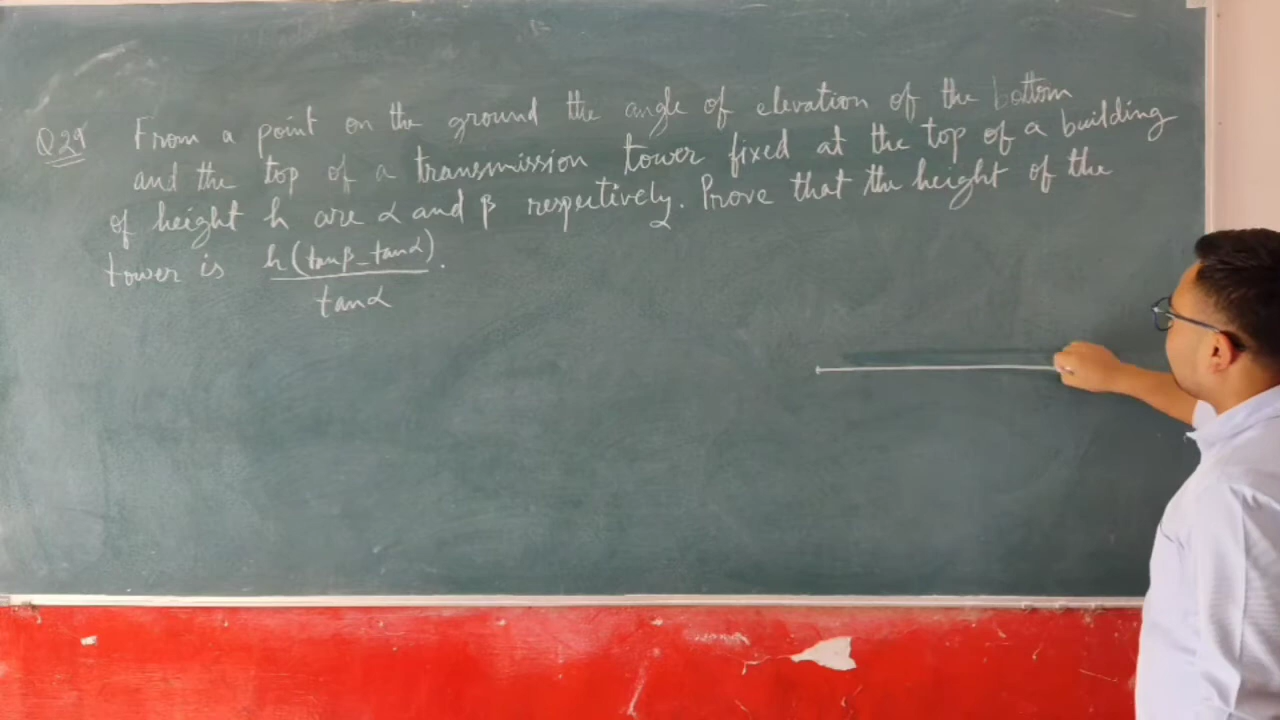 Q 29 From a point on the ground the angle of elevation of the bottom
and the top of a transmission tower fixed at the top of a building
of height h are α and β respectively. Prove that the height of the
tower is h(tanβ-tanα)/tanα.